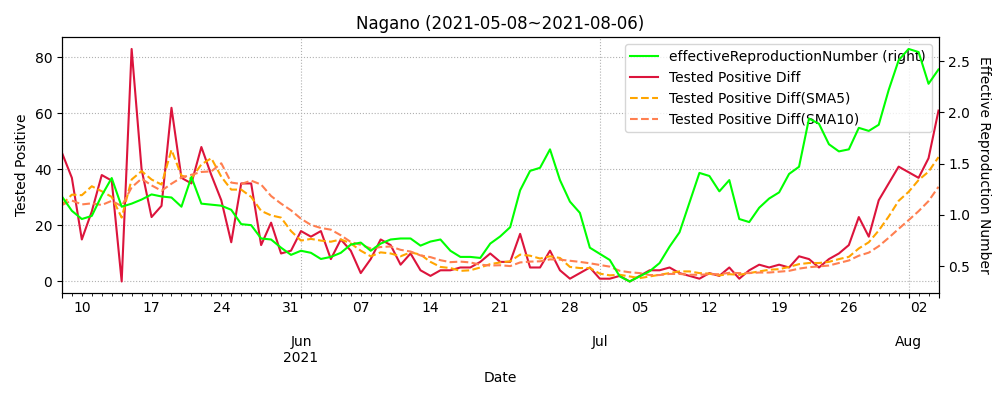 Nagano (2021-05-08~2021-08-06)
effectiveReproductionNumber (right)
Tested Positive Diff
Tested Positive Diff(SMA5)
Tested Positive Diff(SMA10)
Tested Positive
80
60
40
20
0
Effective Reproduction Number
2.5
2.0
1.5
1.0
0.5
10 17 24 31 07 14 21 28 05 12 19 26 02
Jun Jul Aug
2021
Date